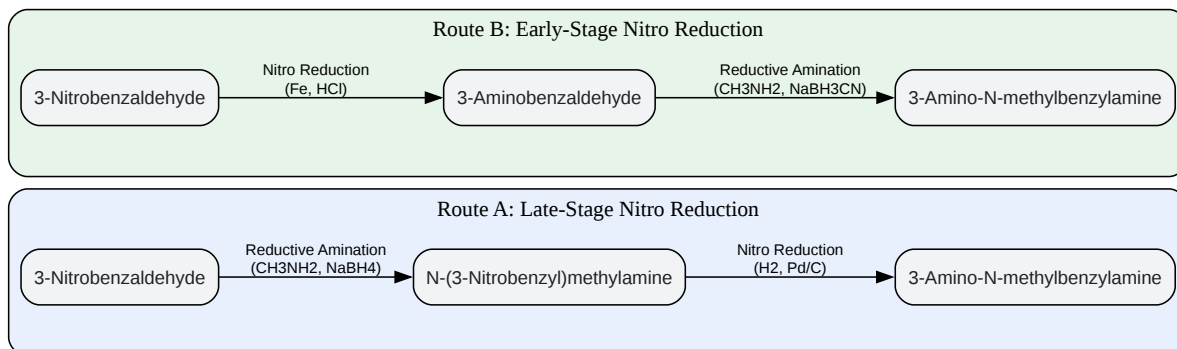 Route B: Early-Stage Nitro Reduction
3-Nitrobenzaldehyde
Nitro Reduction
(Fe, HCl)
3-Aminobenzaldehyde
Reductive Amination
(CH3NH2, NaBH3CN)
3-Amino-N-methylbenzylamine
Route A: Late-Stage Nitro Reduction
3-Nitrobenzaldehyde
Reductive Amination
(CH3NH2, NaBH4)
N-(3-Nitrobenzyl)methylamine
Nitro Reduction
(H2, Pd/C)
3-Amino-N-methylbenzylamine